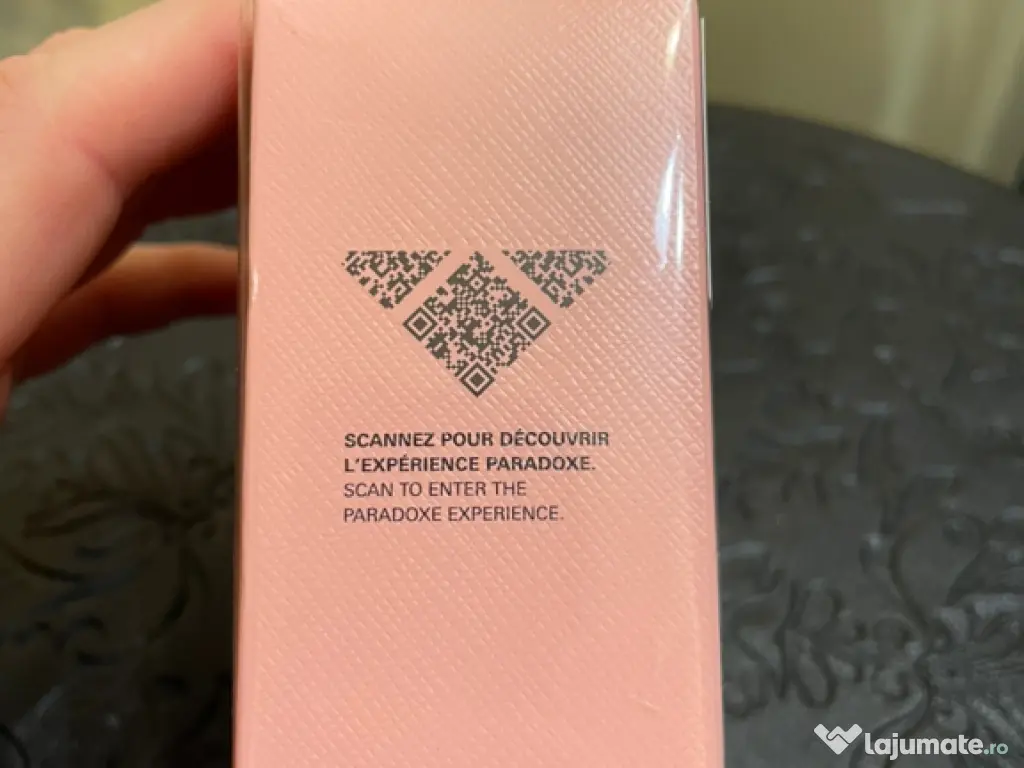 SCANNEZ POUR DÉCOUVRIR
L'EXPÉRIENCE PARADOXE.
SCAN TO ENTER THE
PARADOXE EXPERIENCE.
lajumate.ro